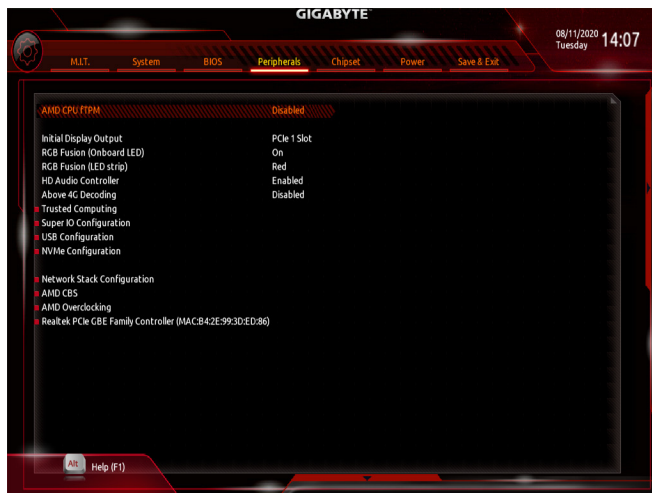 GIGABYTE™
08/11/2020 Tuesday 14:07
M.I.T. System BIOS Peripherals Chipset Power Save & Exit
AMD CPU fTPM Disabled
Initial Display Output PCIe 1 Slot
RGB Fusion (Onboard LED) On
RGB Fusion (LED strip) Red
HD Audio Controller Enabled
Above 4G Decoding Disabled
Trusted Computing
Super IO Configuration
USB Configuration
NVMe Configuration
Network Stack Configuration
AMD CBS
AMD Overclocking
Realtek PCIe GBE Family Controller (MAC:B4:2E:99:3D:ED:86)
Alt Help (F1)